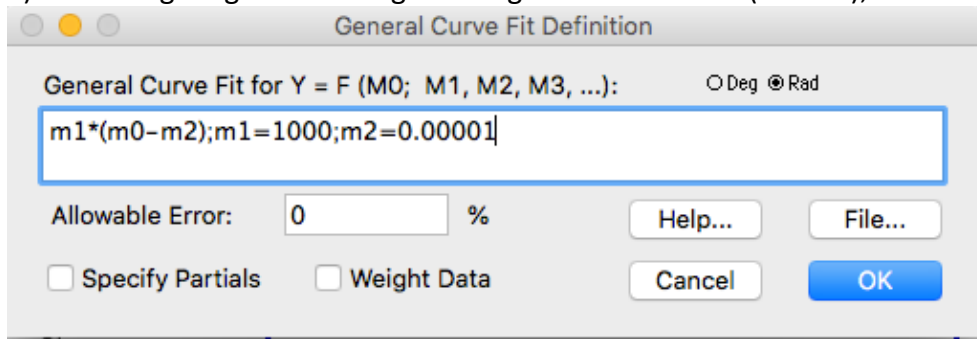 General Curve Fit Definition
General Curve Fit for Y = F (M0; M1, M2, M3, ...): Deg Rad
m1*(m0-m2);m1=1000;m2=0.00001
Allowable Error: 0 % Help... File...
Specify Partials Weight Data Cancel OK